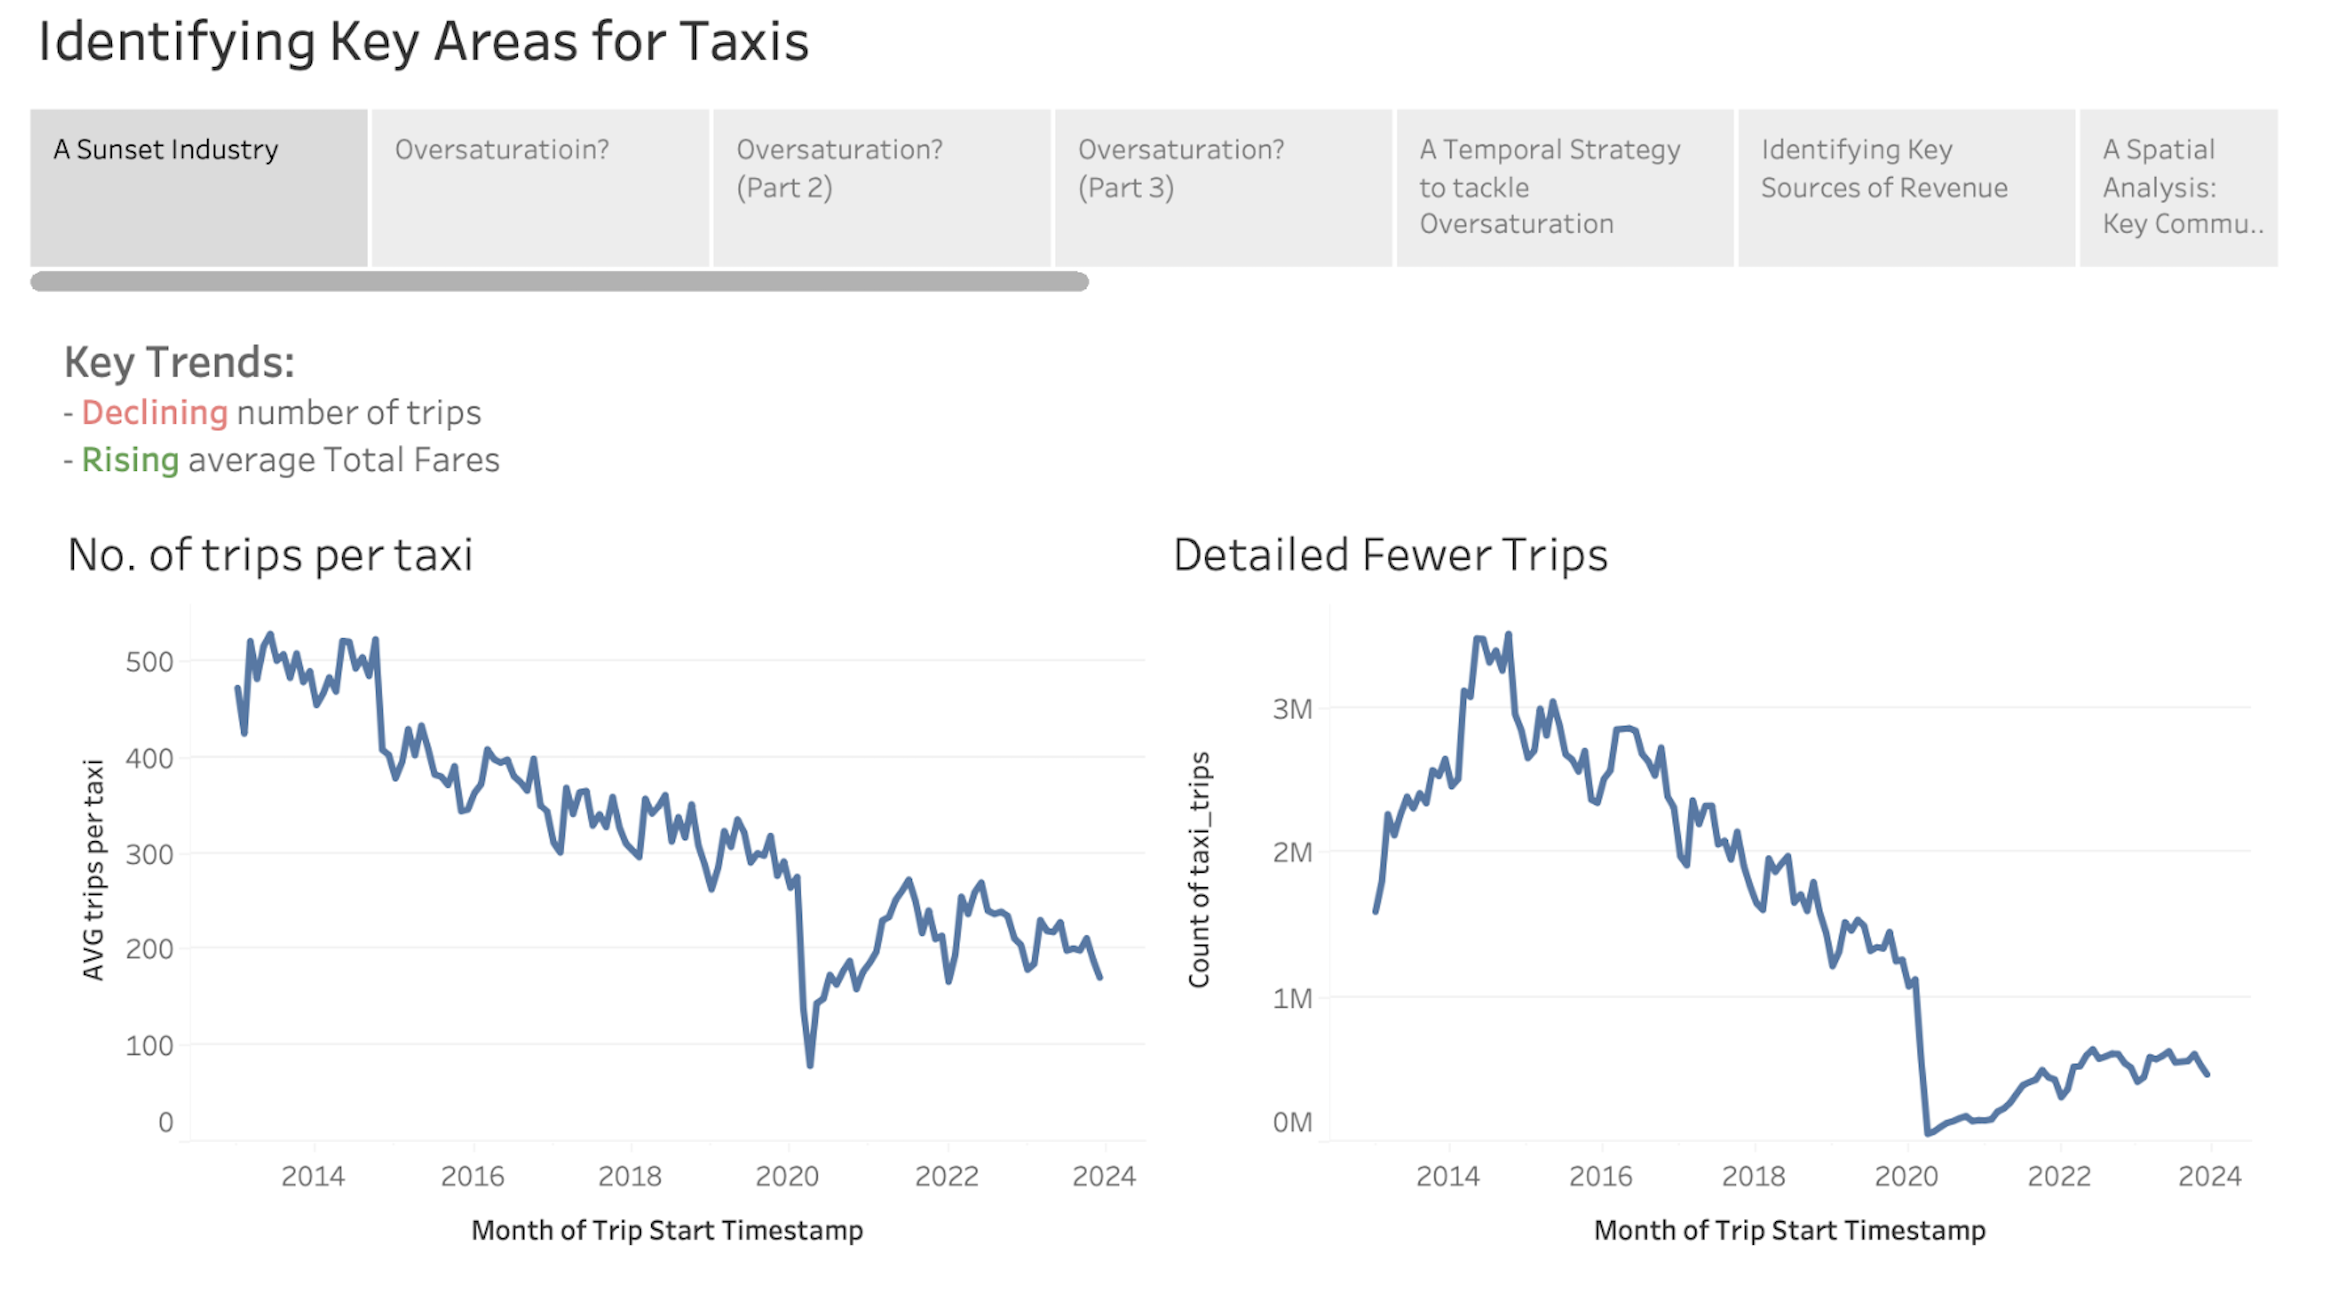 Identifying Key Areas for Taxis
A Sunset Industry
Oversaturatioin?
Oversaturation?
(Part 2)
Oversaturation?
(Part 3)
A Temporal Strategy
to tackle
Oversaturation
Identifying Key
Sources of Revenue
A Spatial
Analysis:
Key Commu..
Key Trends:
- Declining number of trips
- Rising average Total Fares
No. of trips per taxi
AVG trips per taxi
500
400
300
200
100
0
2014 2016 2018 2020 2022 2024
Month of Trip Start Timestamp
Detailed Fewer Trips
Count of taxi_trips
3M
2M
1M
0M
2014 2016 2018 2020 2022 2024
Month of Trip Start Timestamp